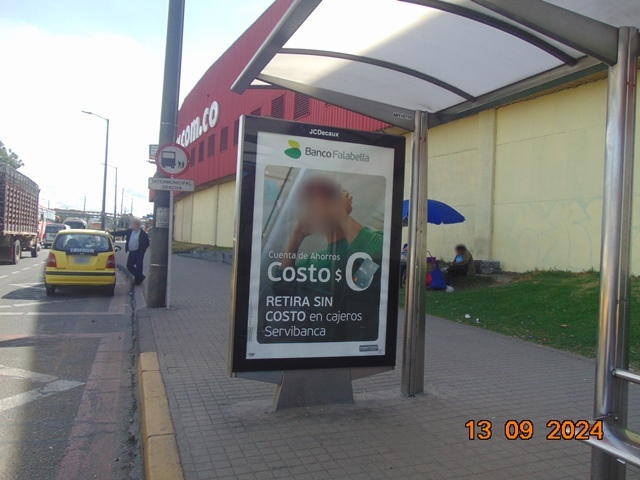 .com.co
JCDecaux
Banco Falabella
Cuenta de Ahorros
Costo $ 0
RETIRA SIN
COSTO en cajeros
Servibanca
13 09 2024